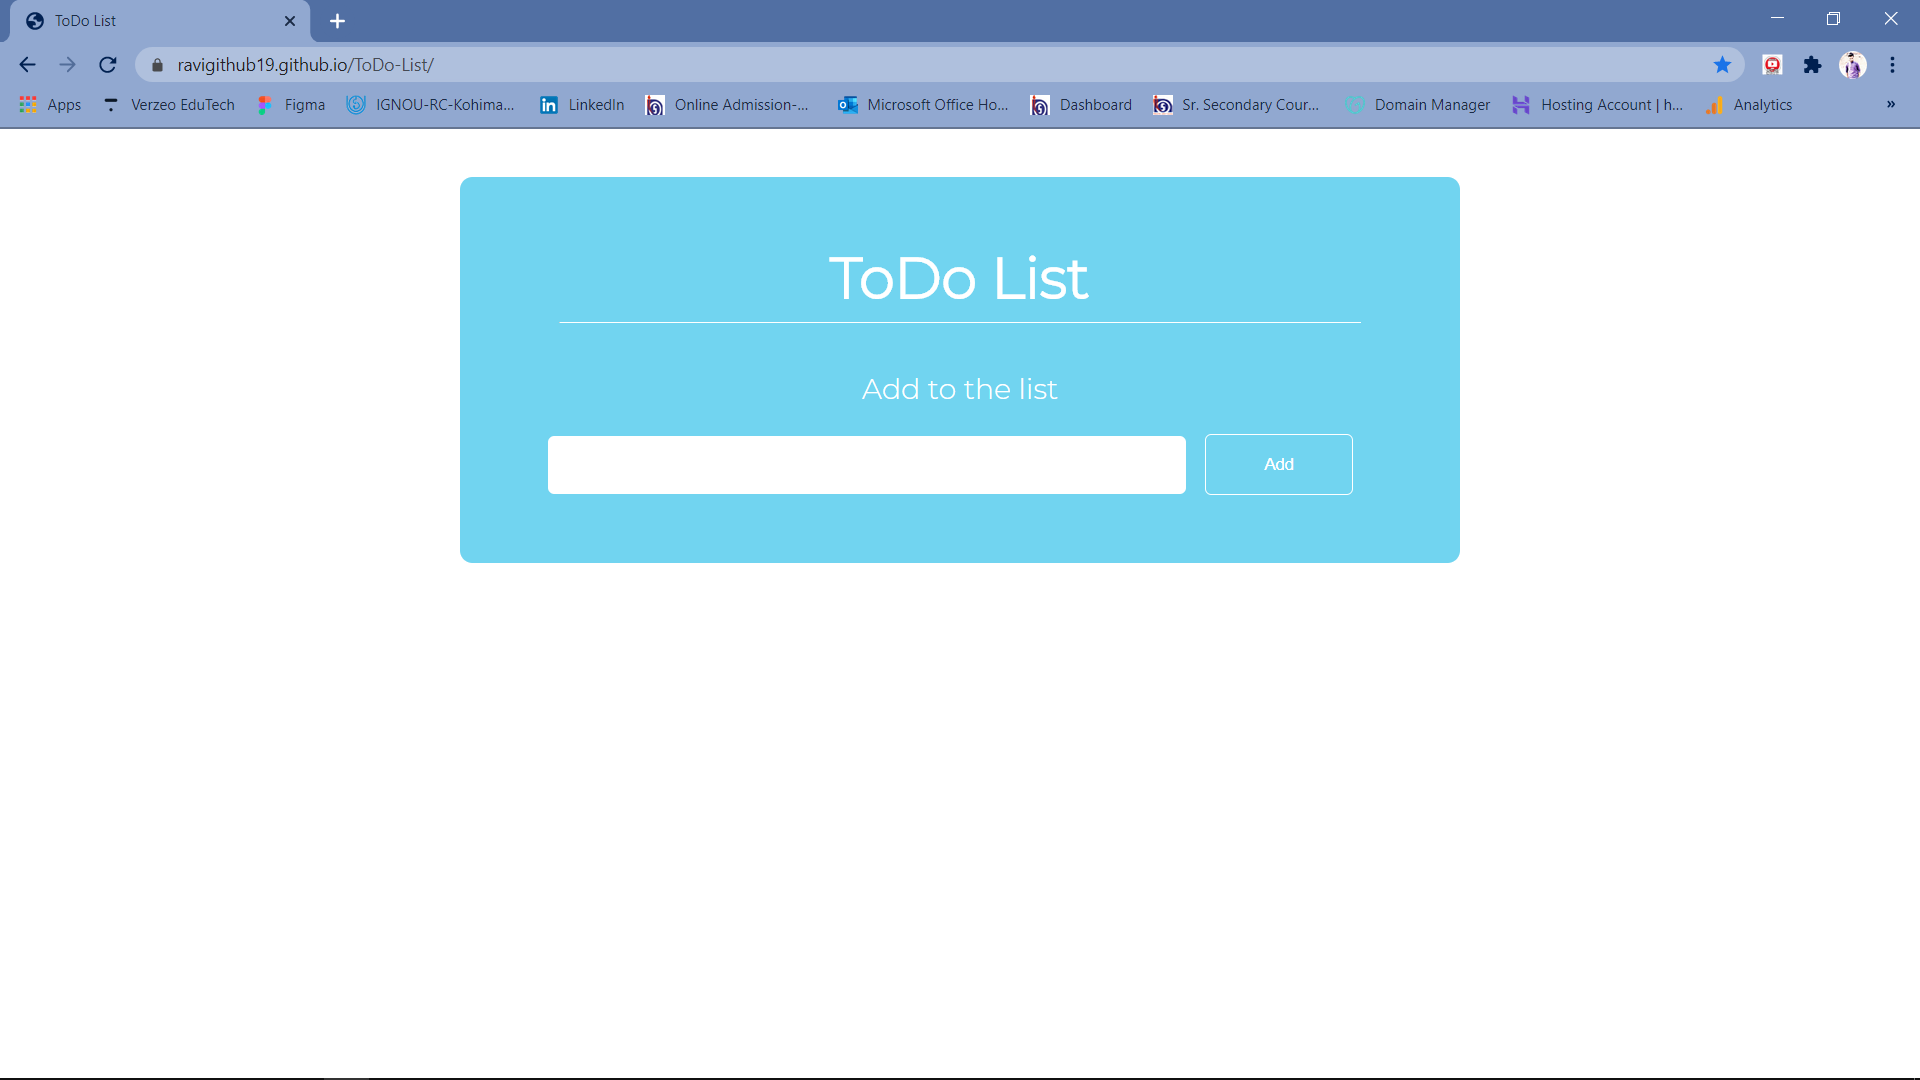 ToDo List
ravigithub19.github.io/ToDo-List/
Apps Verzeo EduTech Figma IGNOU-RC-Kohima... LinkedIn Online Admission-... Microsoft Office Ho... Dashboard Sr. Secondary Cour... Domain Manager Hosting Account | h... Analytics »
ToDo List
Add to the list
Add